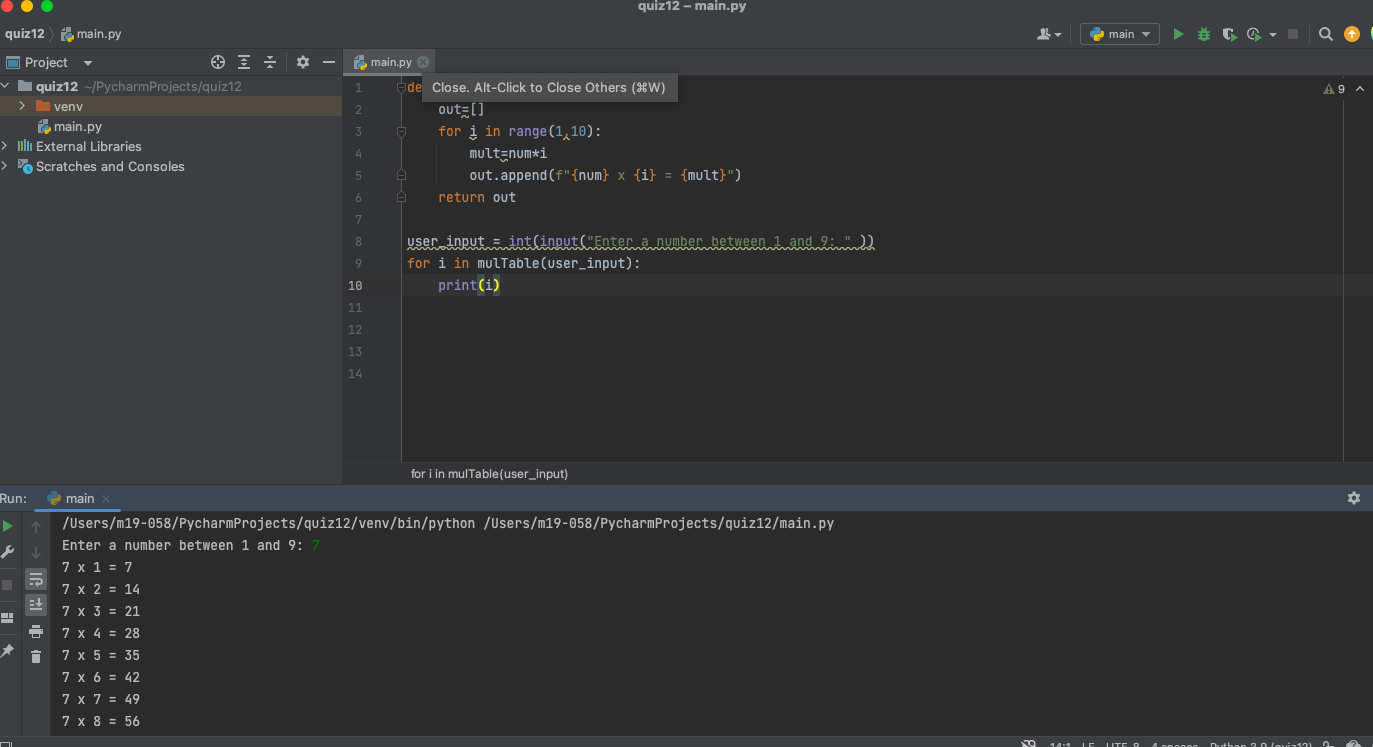 quiz12 – main.py
quiz12 main.py
main
Project
main.py
quiz12 ~/PycharmProjects/quiz12
venv
main.py
External Libraries
Scratches and Consoles
Close. Alt-Click to Close Others (⌘W)
9
1 de
2 out=[]
3 for i in range(1,10):
4 mult=num*i
5 out.append(f"{num} x {i} = {mult}")
6 return out
7
8 user_input = int(input("Enter a number between 1 and 9: " ))
9 for i in mulTable(user_input):
10 print(i)
11
12
13
14
for i in mulTable(user_input)
Run: main
/Users/m19-058/PycharmProjects/quiz12/venv/bin/python /Users/m19-058/PycharmProjects/quiz12/main.py
Enter a number between 1 and 9: 7
7 x 1 = 7
7 x 2 = 14
7 x 3 = 21
7 x 4 = 28
7 x 5 = 35
7 x 6 = 42
7 x 7 = 49
7 x 8 = 56
14:1 LF UTF-8 4 spaces Python 3.9 (quiz12)